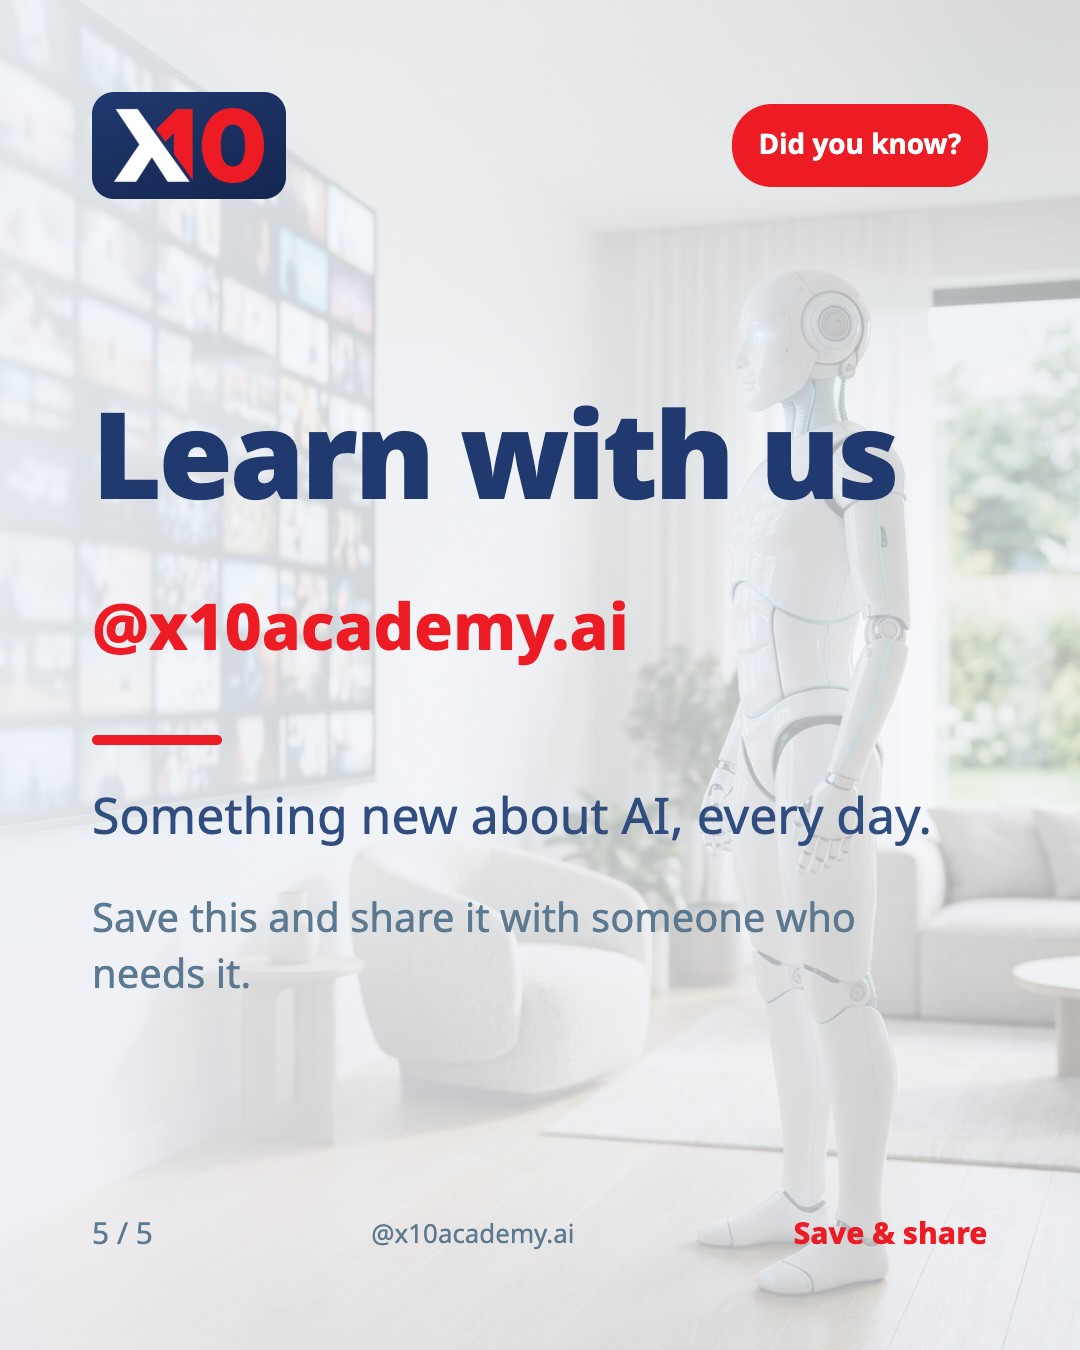 X10
Did you know?
Learn with us
@x10academy.ai
Something new about AI, every day.
Save this and share it with someone who
needs it.
5 / 5
@x10academy.ai
Save & share